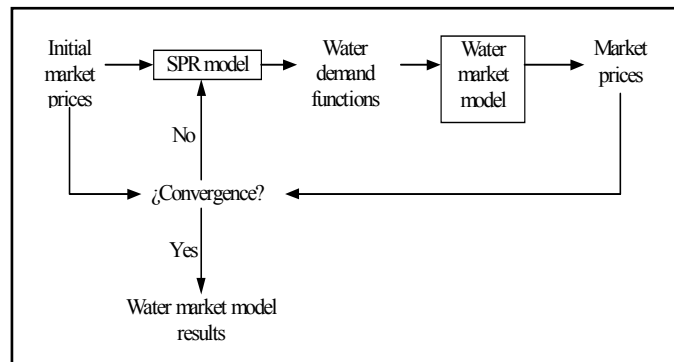 Initial
market
prices
SPR model
Water
demand
functions
Water
market
model
Market
prices
No
¿Convergence?
Yes
Water market model
results